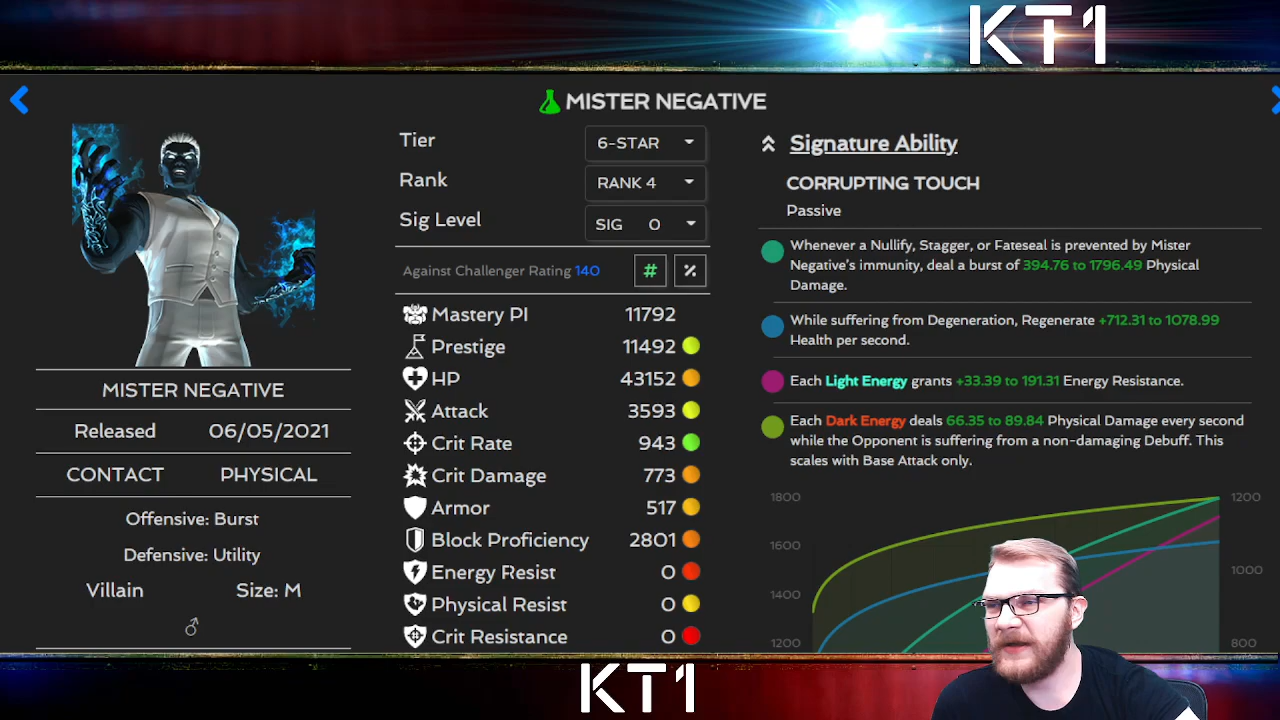 KT1
MISTER NEGATIVE
MISTER NEGATIVE
Released 06/05/2021
CONTACT PHYSICAL
Offensive: Burst
Defensive: Utility
Villain Size: M
Tier 6-STAR
Rank RANK 4
Sig Level SIG 0
Against Challenger Rating 140 # %
Mastery PI 11792
Prestige 11492
HP 43152
Attack 3593
Crit Rate 943
Crit Damage 773
Armor 517
Block Proficiency 2801
Energy Resist 0
Physical Resist 0
Crit Resistance 0
Signature Ability
CORRUPTING TOUCH
Passive
Whenever a Nullify, Stagger, or Fateseal is prevented by Mister
Negative's immunity, deal a burst of 394.76 to 1796.49 Physical
Damage.
While suffering from Degeneration, Regenerate +712.31 to 1078.99
Health per second.
Each Light Energy grants +33.39 to 191.31 Energy Resistance.
Each Dark Energy deals 66.35 to 89.84 Physical Damage every second
while the Opponent is suffering from a non-damaging Debuff. This
scales with Base Attack only.
1800 1200
1600
1000
1400
1200 800
KT1